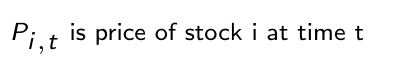 P_{i,t} is price of stock i at time t